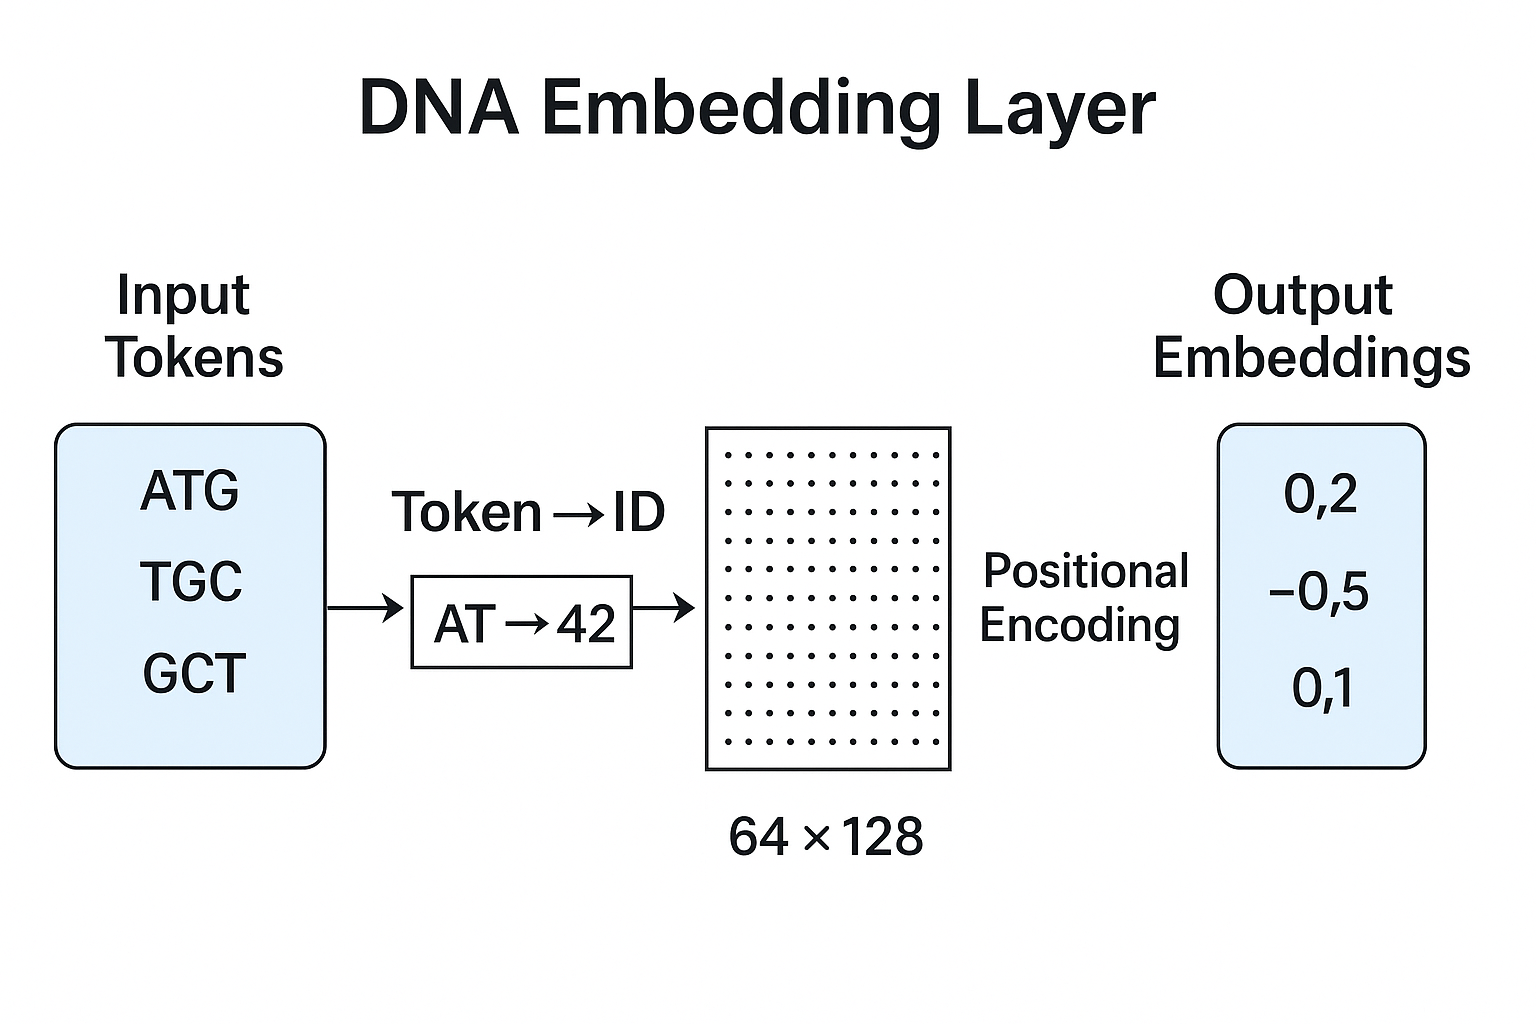 DNA Embedding Layer
Input
Tokens
ATG
TGC
GCT
Token → ID
AT → 42
64 × 128
Positional
Encoding
Output
Embeddings
0,2
−0,5
0,1